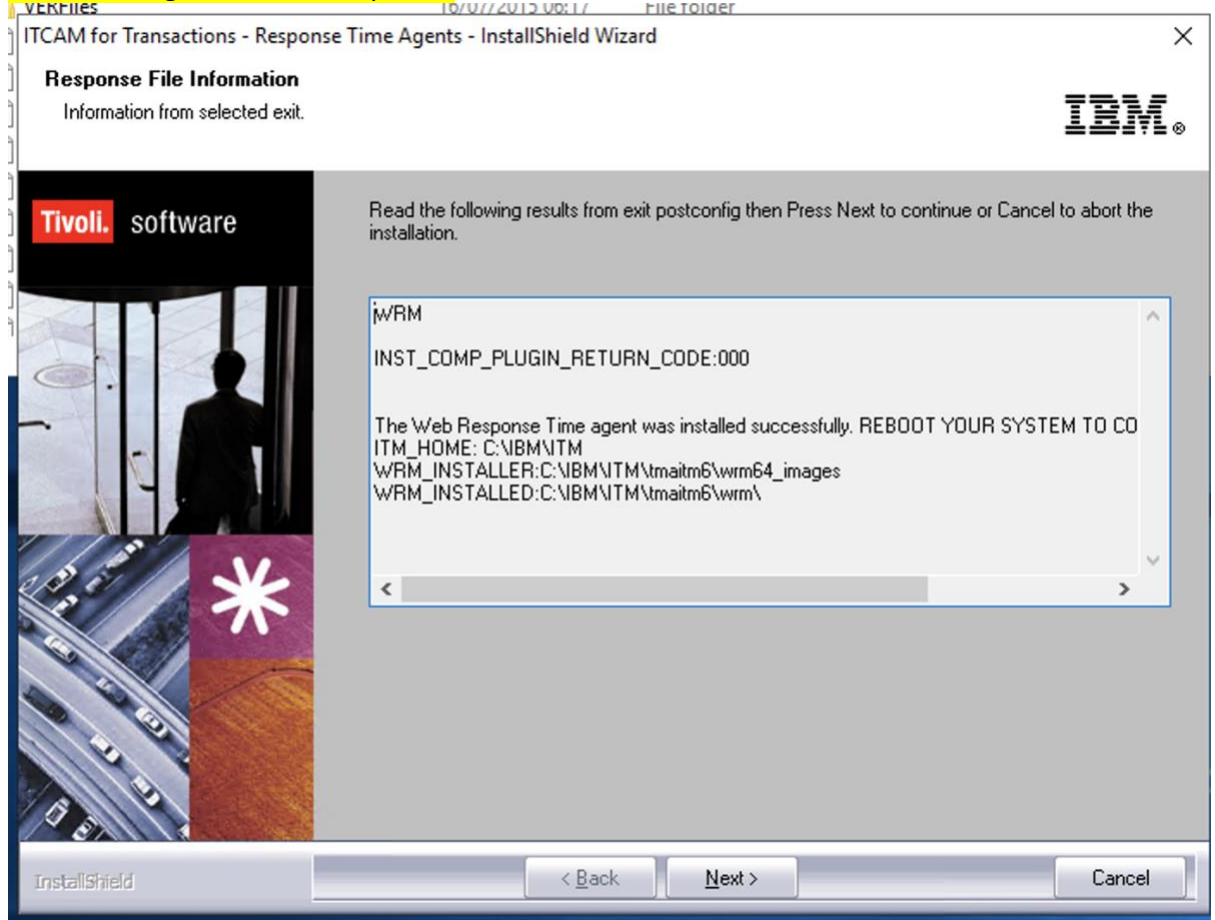 VERFiles 16/07/2015 06:17 File folder
ITCAM for Transactions - Response Time Agents - InstallShield Wizard
Response File Information
Information from selected exit.
IBM®
Tivoli. software
Read the following results from exit postconfig then Press Next to continue or Cancel to abort the
installation.
WRM
INST_COMP_PLUGIN_RETURN_CODE:000
The Web Response Time agent was installed successfully. REBOOT YOUR SYSTEM TO CO
ITM_HOME: C:\IBM\ITM
WRM_INSTALLER:C:\IBM\ITM\tmaitm6\wrm64_images
WRM_INSTALLED:C:\IBM\ITM\tmaitm6\wrm\
InstallShield
< Back Next > Cancel